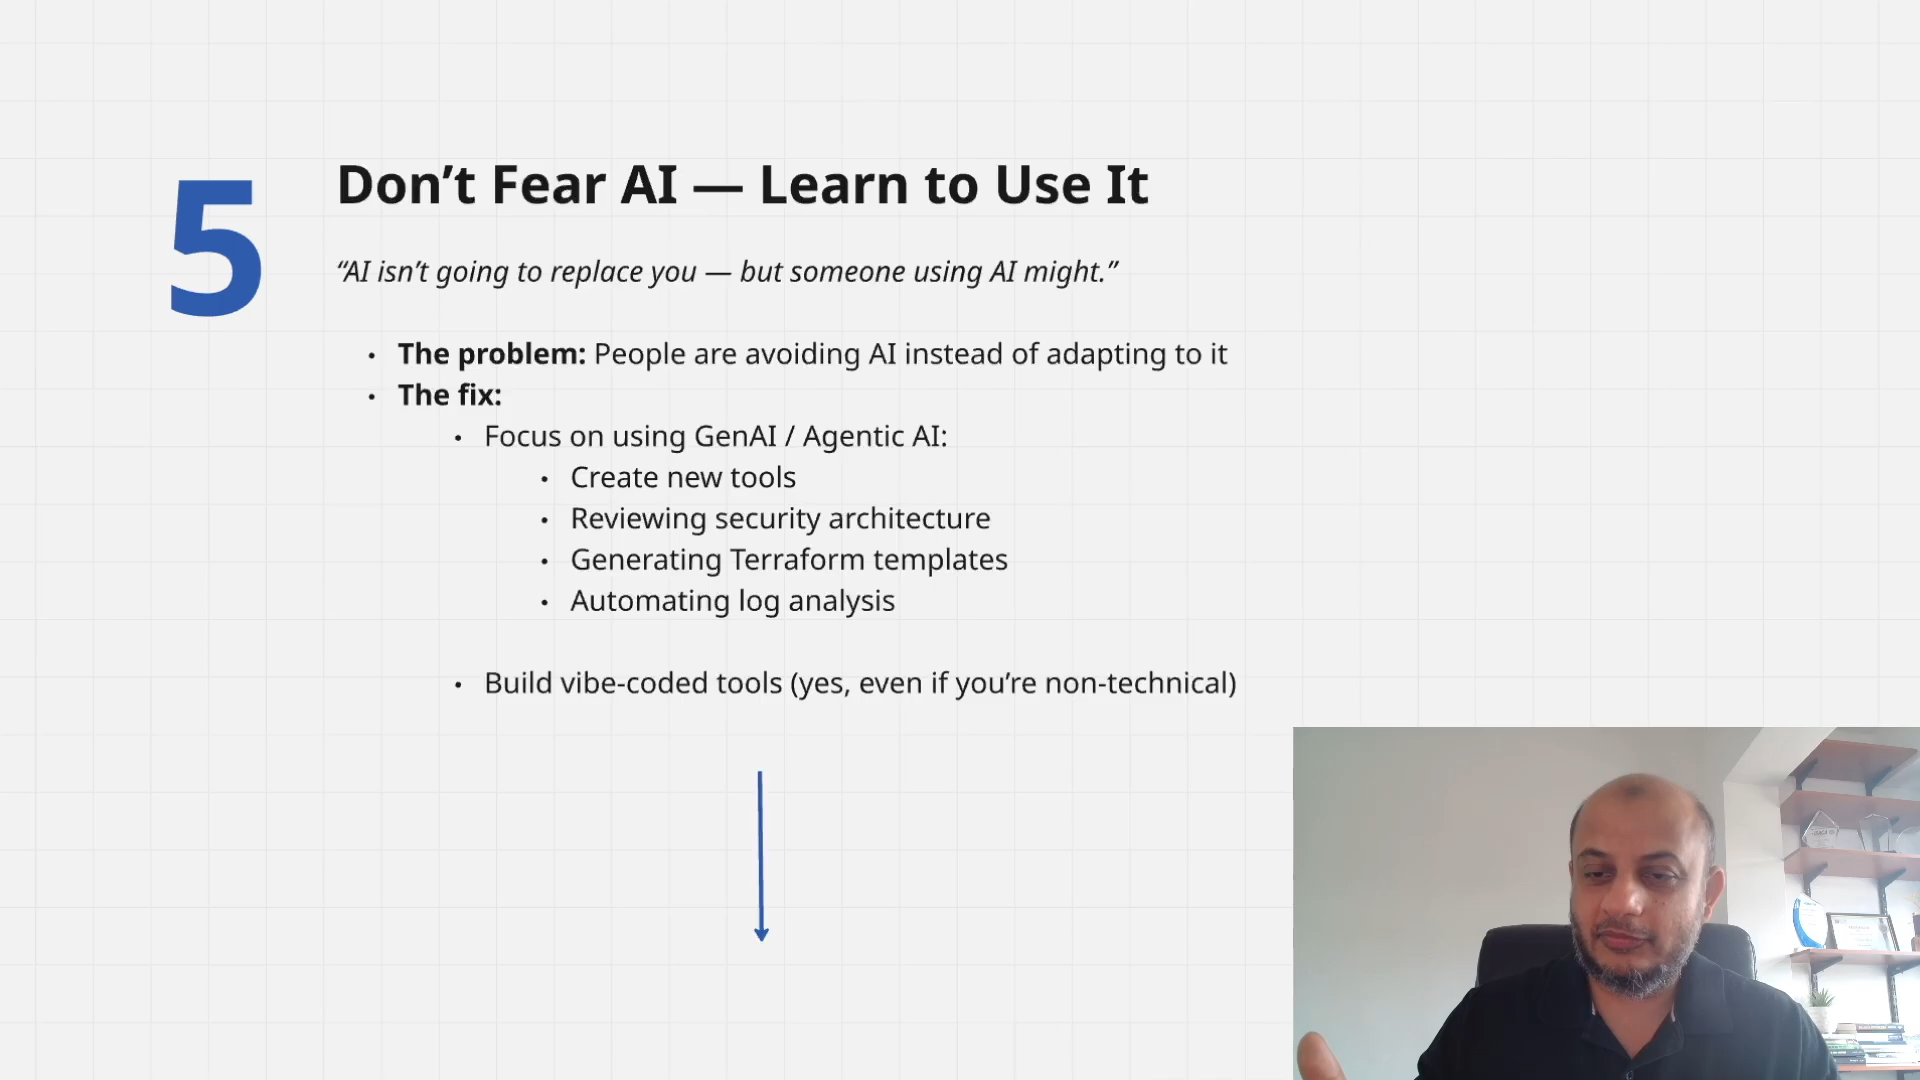 5
Don’t Fear AI — Learn to Use It
“AI isn’t going to replace you — but someone using AI might.”
• The problem: People are avoiding AI instead of adapting to it
• The fix:
• Focus on using GenAI / Agentic AI:
• Create new tools
• Reviewing security architecture
• Generating Terraform templates
• Automating log analysis
• Build vibe-coded tools (yes, even if you’re non-technical)